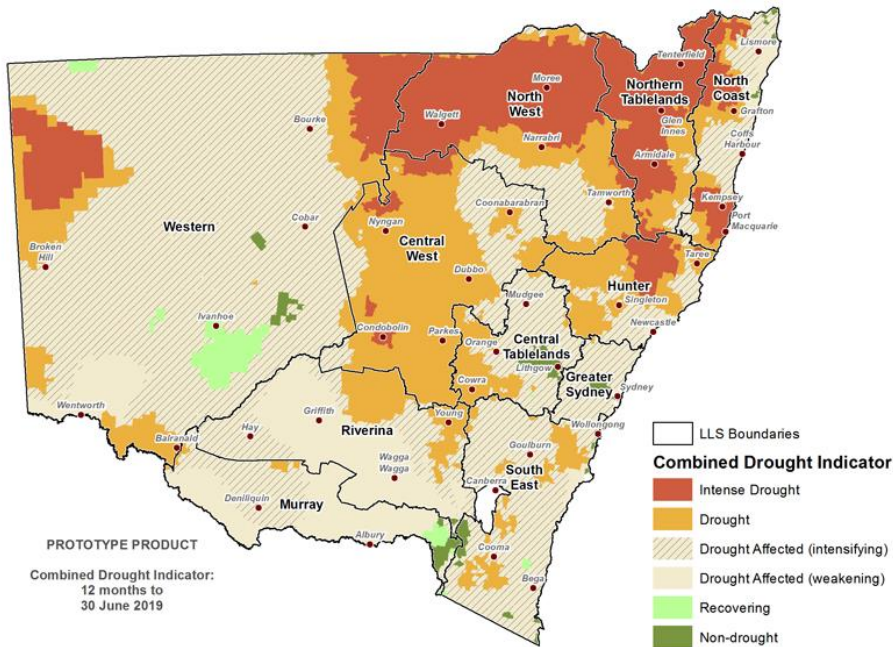 Lismore
Tenterfield
Moree
Northern
Tablelands
North
Coast
North
West
Walgett
Bourke
Glen
Innes
Grafton
Narrabri
Coffs
Harbour
Armidale
Tamworth
Kempsey
Coonabarabran
Port
Macquarie
Western
Cobar
Nyngan
Central
West
Broken
Hill
Taree
Dubbo
Hunter
Mudgee
Singleton
Ivanhoe
Newcastle
Condobolin
Parkes
Orange
Central
Tablelands
Lithgow
Greater
Sydney
Sydney
Cowra
Wentworth
Griffith
Young
Hay
Riverina
Wollongong
Balranald
Goulburn
Wagga
Wagga
South
East
Canberra
Deniliquin
Murray
Albury
Cooma
Bega
PROTOTYPE PRODUCT
Combined Drought Indicator:
12 months to
30 June 2019
LLS Boundaries
Combined Drought Indicator
Intense Drought
Drought
Drought Affected (intensifying)
Drought Affected (weakening)
Recovering
Non-drought